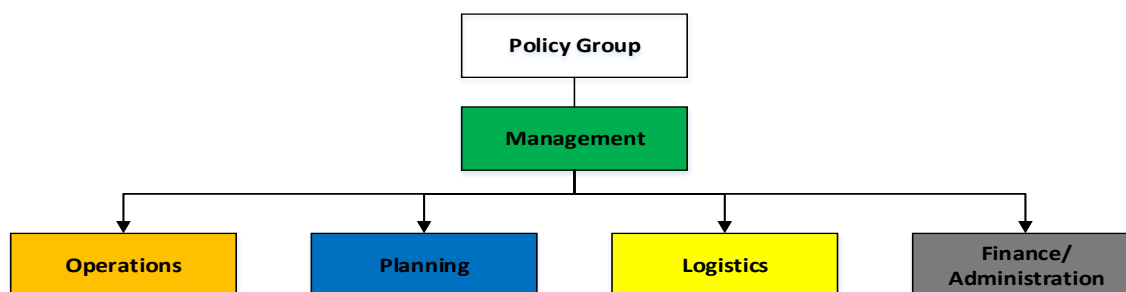 Policy Group
Management
Operations
Planning
Logistics
Finance/
Administration